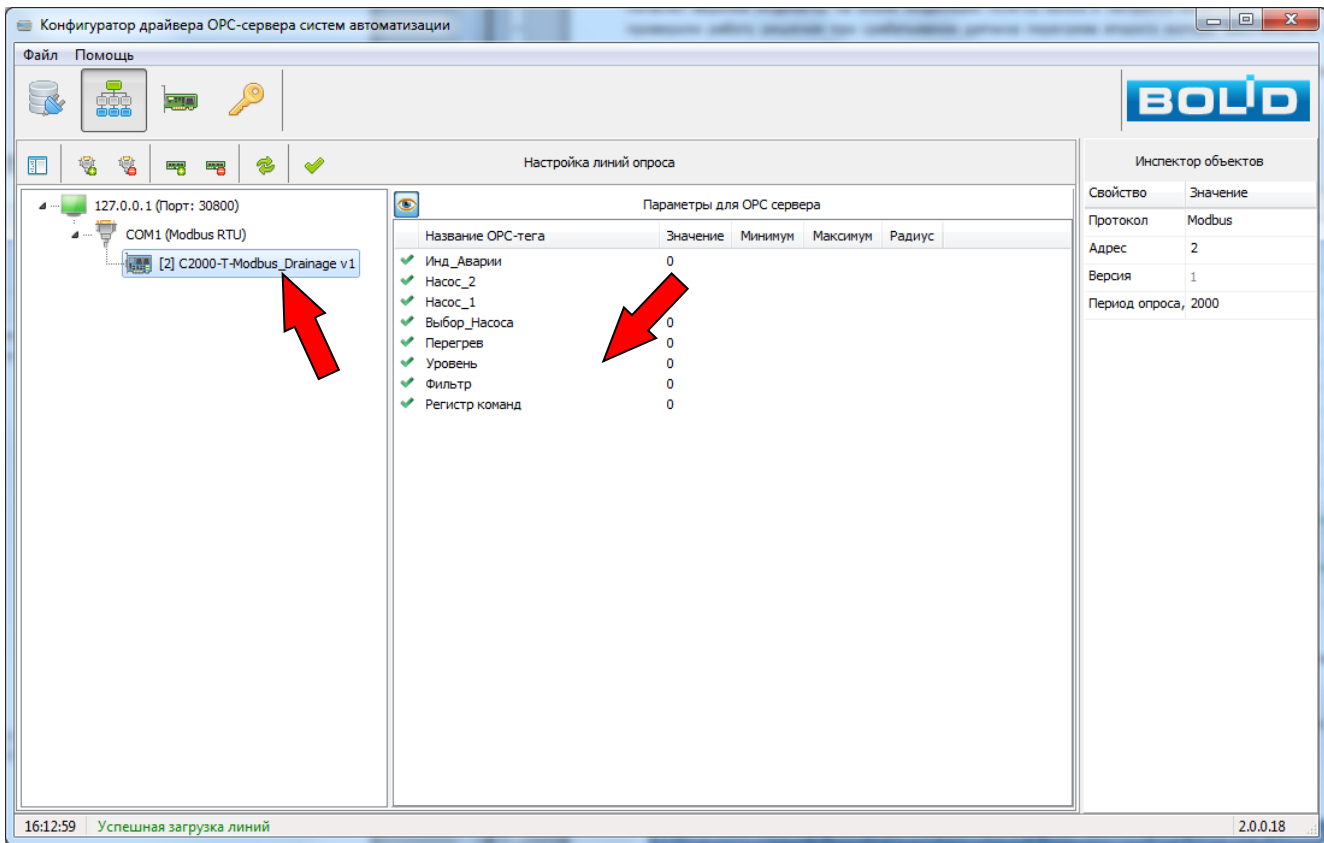 Конфигуратор драйвера ОРС-сервера систем автоматизации
Файл Помощь
BOLID
Настройка линий опроса
Инспектор объектов
127.0.0.1 (Порт: 30800)
COM1 (Modbus RTU)
[2] C2000-T-Modbus_Drainage v1
Параметры для ОРС сервера
Название ОРС-тега Значение Минимум Максимум Радиус
Инд_Аварии 0
Насос_2
Насос_1
Выбор_Насоса 0
Перегрев 0
Уровень 0
Фильтр 0
Регистр команд 0
Свойство Значение
Протокол Modbus
Адрес 2
Версия 1
Период опроса, 2000
16:12:59 Успешная загрузка линий 2.0.0.18